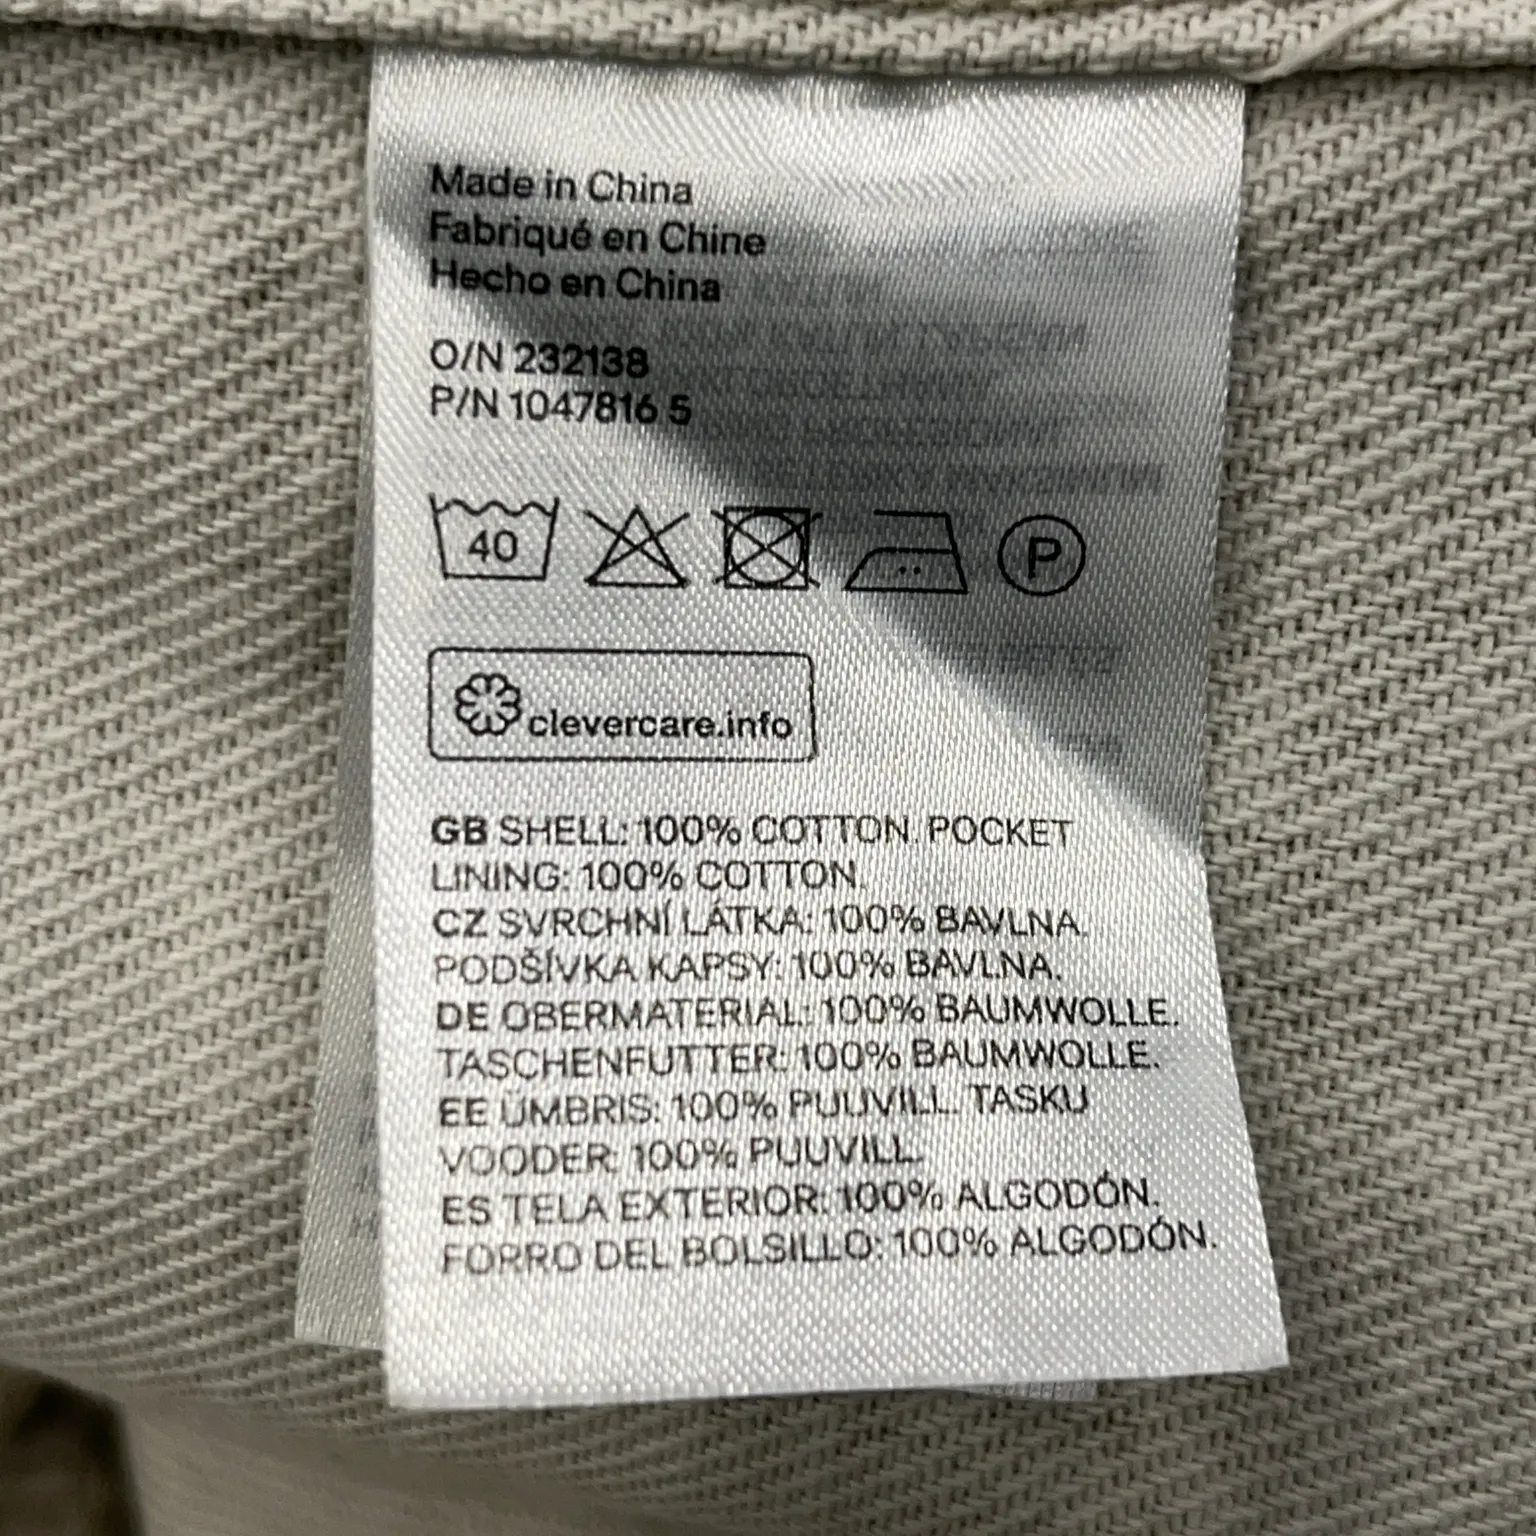 Made in China
Fabriqué en Chine
Hecho en China
O/N 232138
P/N 1047816 5
40
P
clevercare.info
GB SHELL: 100% COTTON. POCKET
LINING: 100% COTTON.
CZ SVRCHNÍ LÁTKA: 100% BAVLNA.
PODŠÍVKA KAPSY: 100% BAVLNA.
DE OBERMATERIAL: 100% BAUMWOLLE.
TASCHENFUTTER: 100% BAUMWOLLE.
EE ÜMBRIS: 100% PUUVILL. TASKU
VOODER: 100% PUUVILL.
ES TELA EXTERIOR: 100% ALGODÓN.
FORRO DEL BOLSILLO: 100% ALGODÓN.